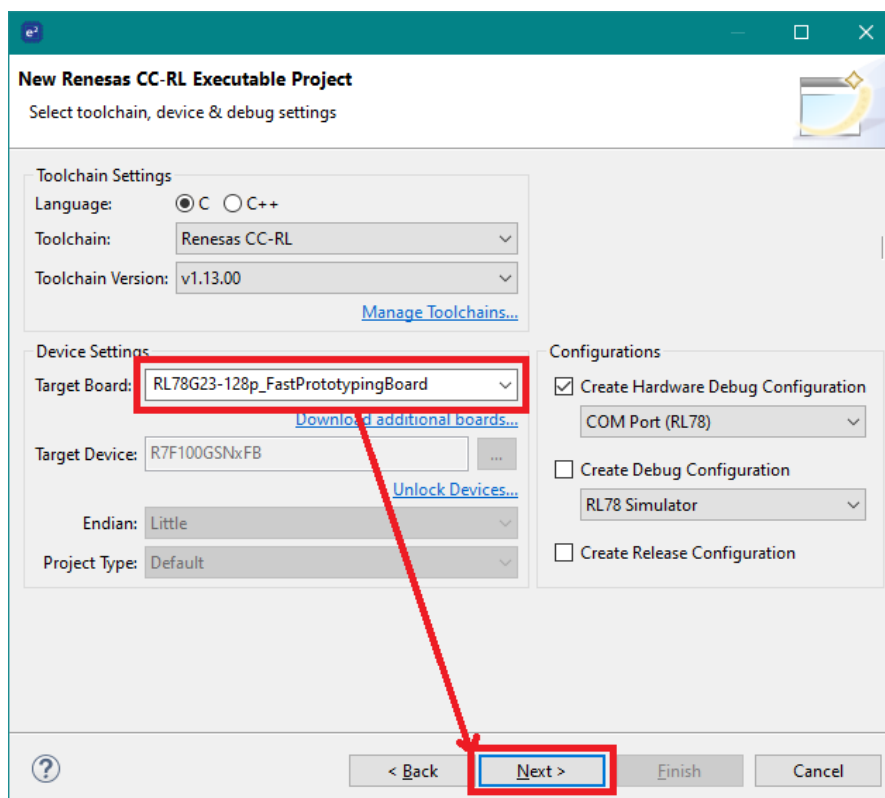 e²
New Renesas CC-RL Executable Project
Select toolchain, device & debug settings
Toolchain Settings
Language: C C++
Toolchain: Renesas CC-RL
Toolchain Version: v1.13.00
Manage Toolchains...
Device Settings
Target Board: RL78G23-128p_FastPrototypingBoard
Download additional boards...
Target Device: R7F100GSNxFB ...
Unlock Devices...
Endian: Little
Project Type: Default
Configurations
Create Hardware Debug Configuration
COM Port (RL78)
Create Debug Configuration
RL78 Simulator
Create Release Configuration
? < Back Next > Finish Cancel